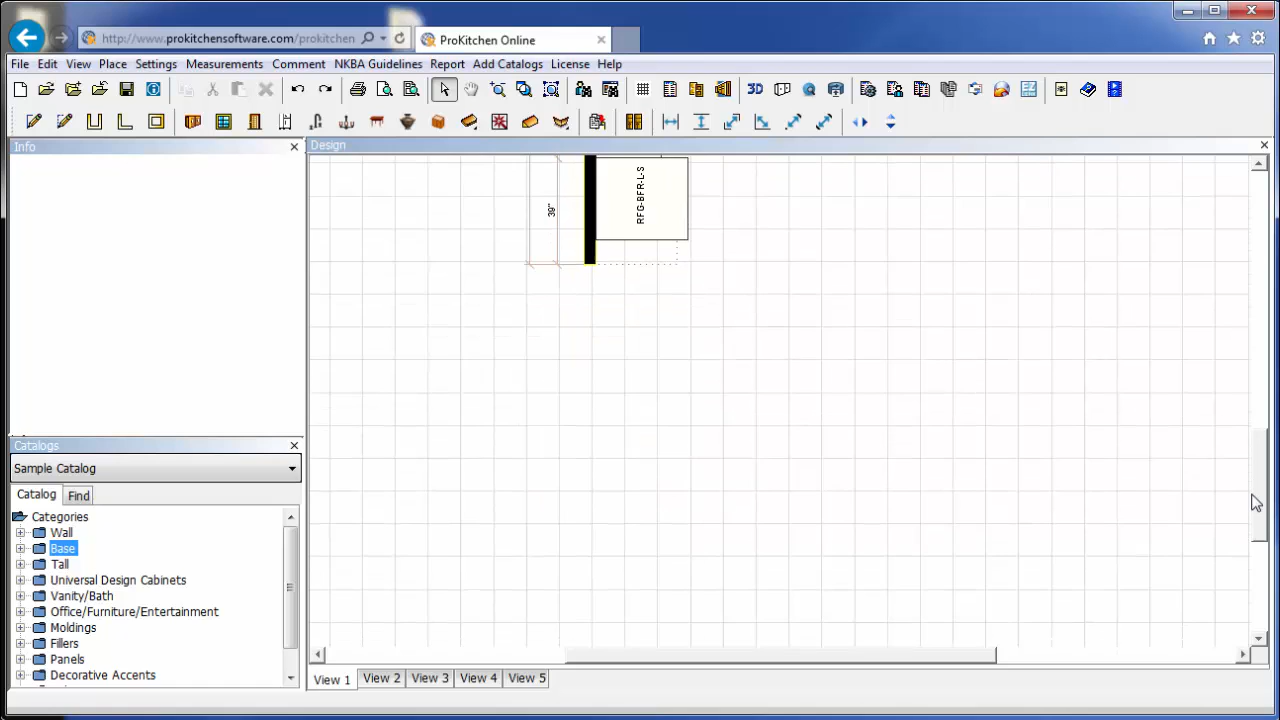 http://www.prokitchensoftware.com/prokitchen
ProKitchen Online
File Edit View Place Settings Measurements Comment NKBA Guidelines Report Add Catalogs License Help
3D
EZ
Info
Design
39"
RFG-BFR-L-S
Catalogs
Sample Catalog
Catalog Find
Categories
Wall
Base
Tall
Universal Design Cabinets
Vanity/Bath
Office/Furniture/Entertainment
Moldings
Fillers
Panels
Decorative Accents
View 1 View 2 View 3 View 4 View 5